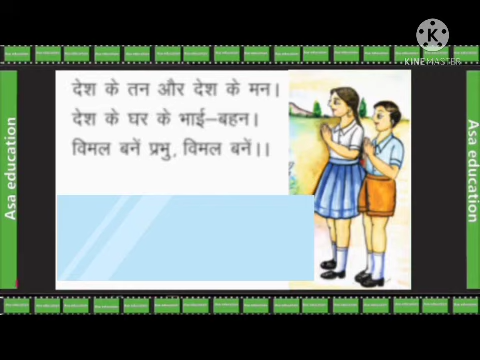 KINEMASTER
देश के तन और देश के मन।
देश के घर के भाई–बहन।
विमल बनें प्रभु, विमल बनें।।
Asa education
Asa education